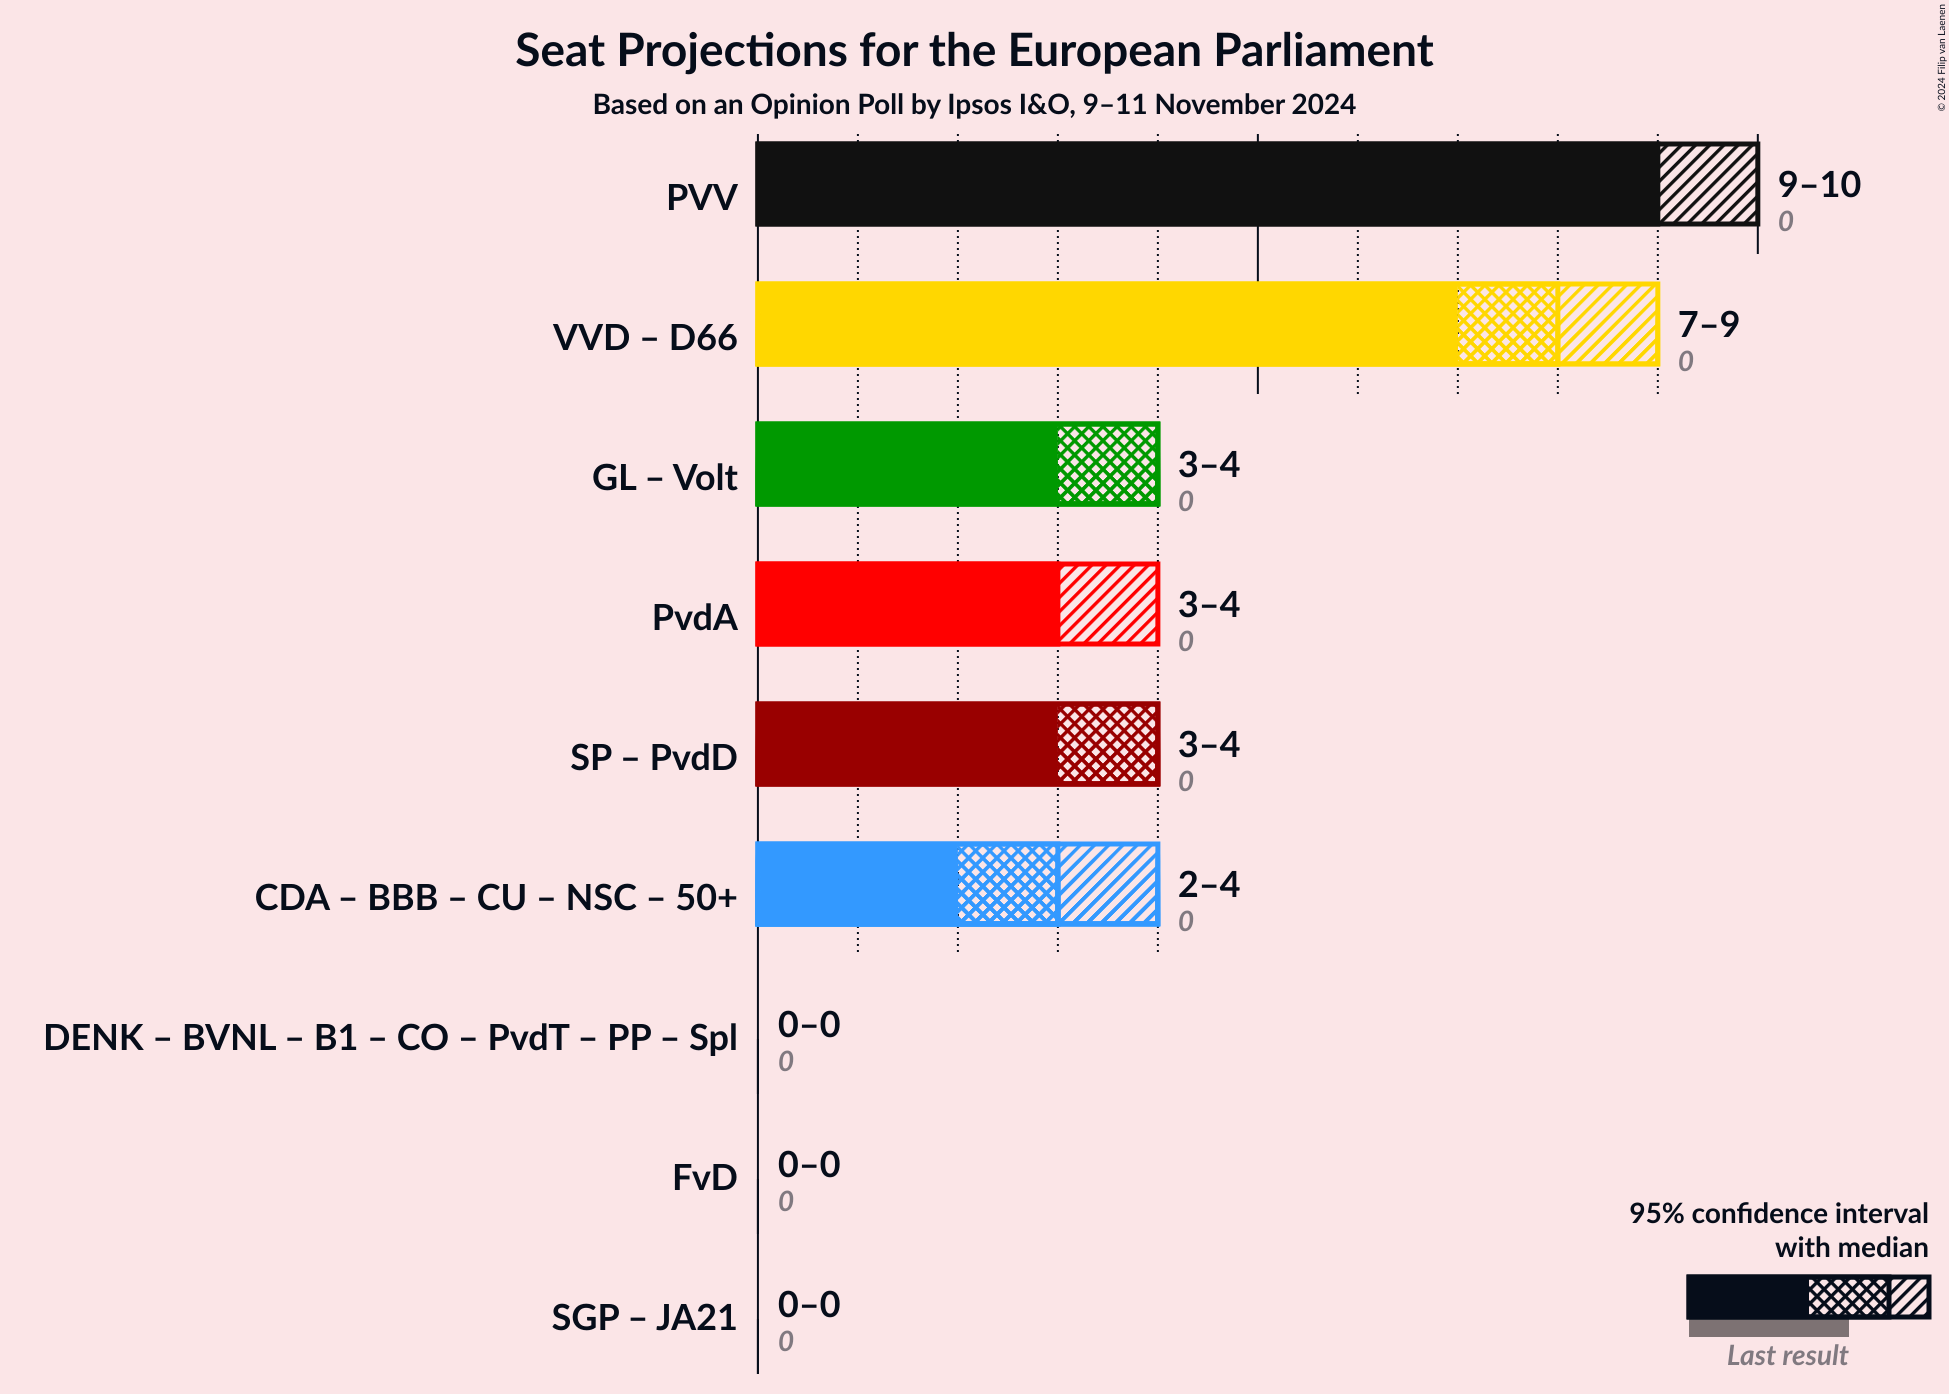 Seat Projections for the European Parliament
Based on an Opinion Poll by Ipsos I&O, 9–11 November 2024
© 2024 Filip van Laenen
PVV
9–10
0
VVD – D66
7–9
0
GL – Volt
3–4
0
PvdA
3–4
0
SP – PvdD
3–4
0
CDA – BBB – CU – NSC – 50+
2–4
0
DENK – BVNL – B1 – CO – PvdT – PP – Spl
0–0
0
FvD
0–0
0
SGP – JA21
0–0
0
95% confidence interval
with median
Last result